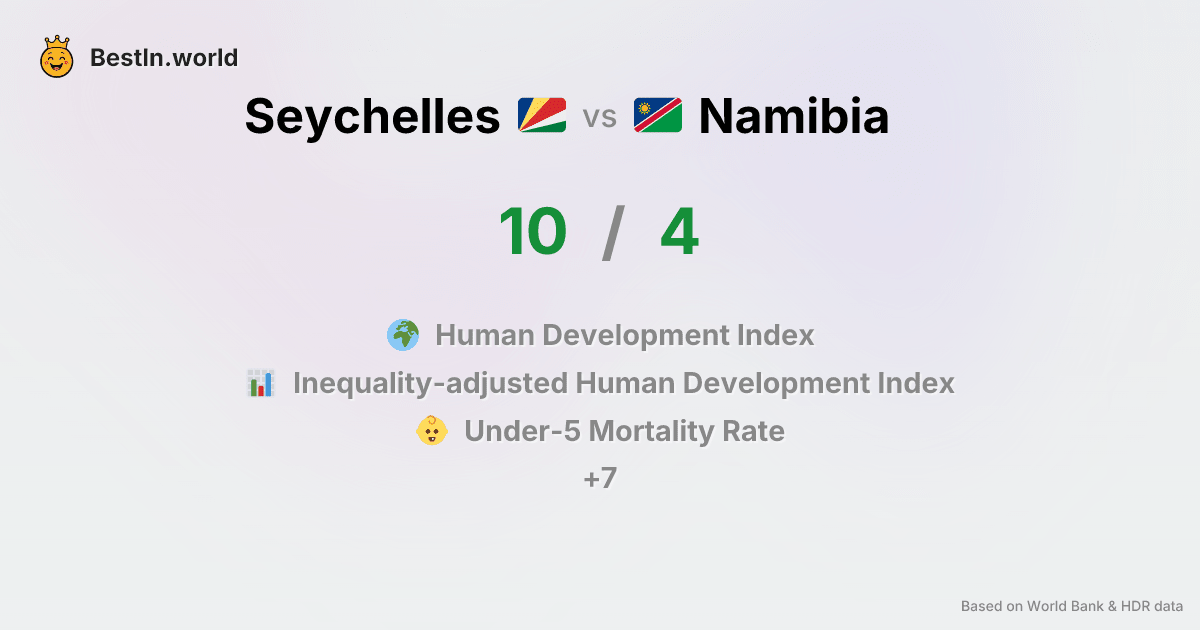 BestIn.world
Seychelles vs Namibia
10 / 4
Human Development Index
Inequality-adjusted Human Development Index
Under-5 Mortality Rate
+7
Based on World Bank & HDR data